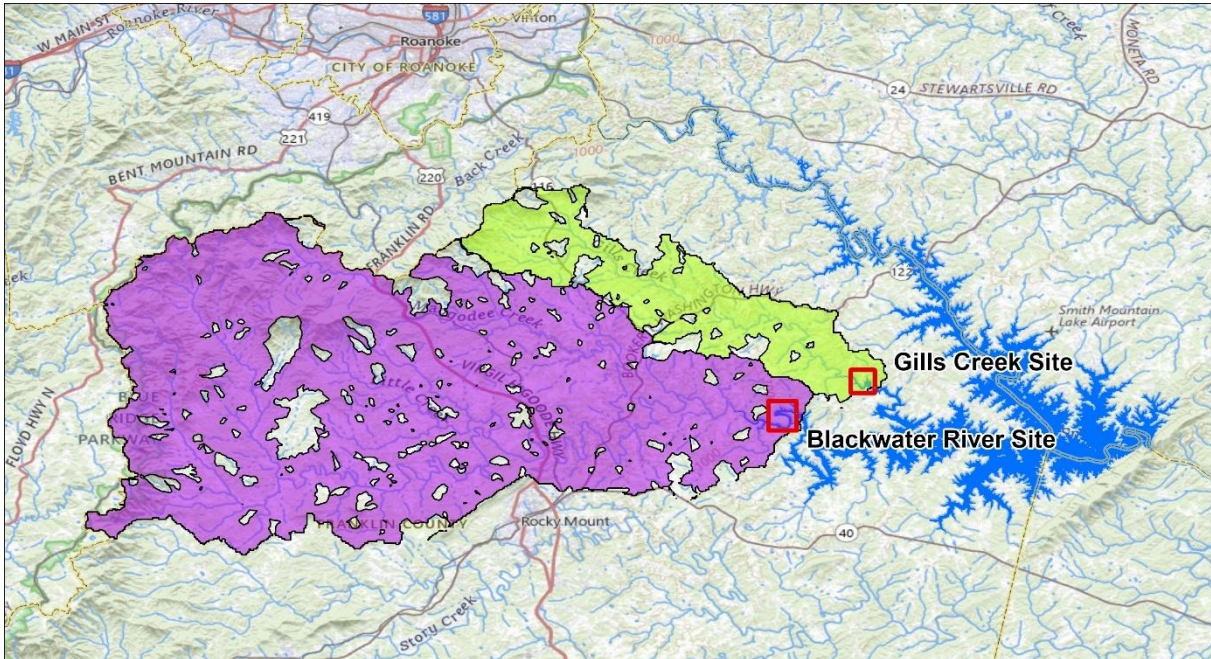 W MAIN ST
Roanoke River
581
Vinton
Roanoke
1000
CITY OF ROANOKE
MONETA RD
24
STEWARTSVILLE RD
419
221
BENT MOUNTAIN RD
220
Back Creek
1000
116
FRANKLIN RD
Gills Creek
122
WASHINGTON HWY
Smith Mountain
Lake Airport
Maggodee Creek
Gills Creek Site
BLUE
RIDGE
PARKWAY
FLOYD HWY N
Little Creek
VIRGIL H GOODE HWY
Blackwater River Site
FRANKLIN COUNTY
Rocky Mount
40
Story Creek